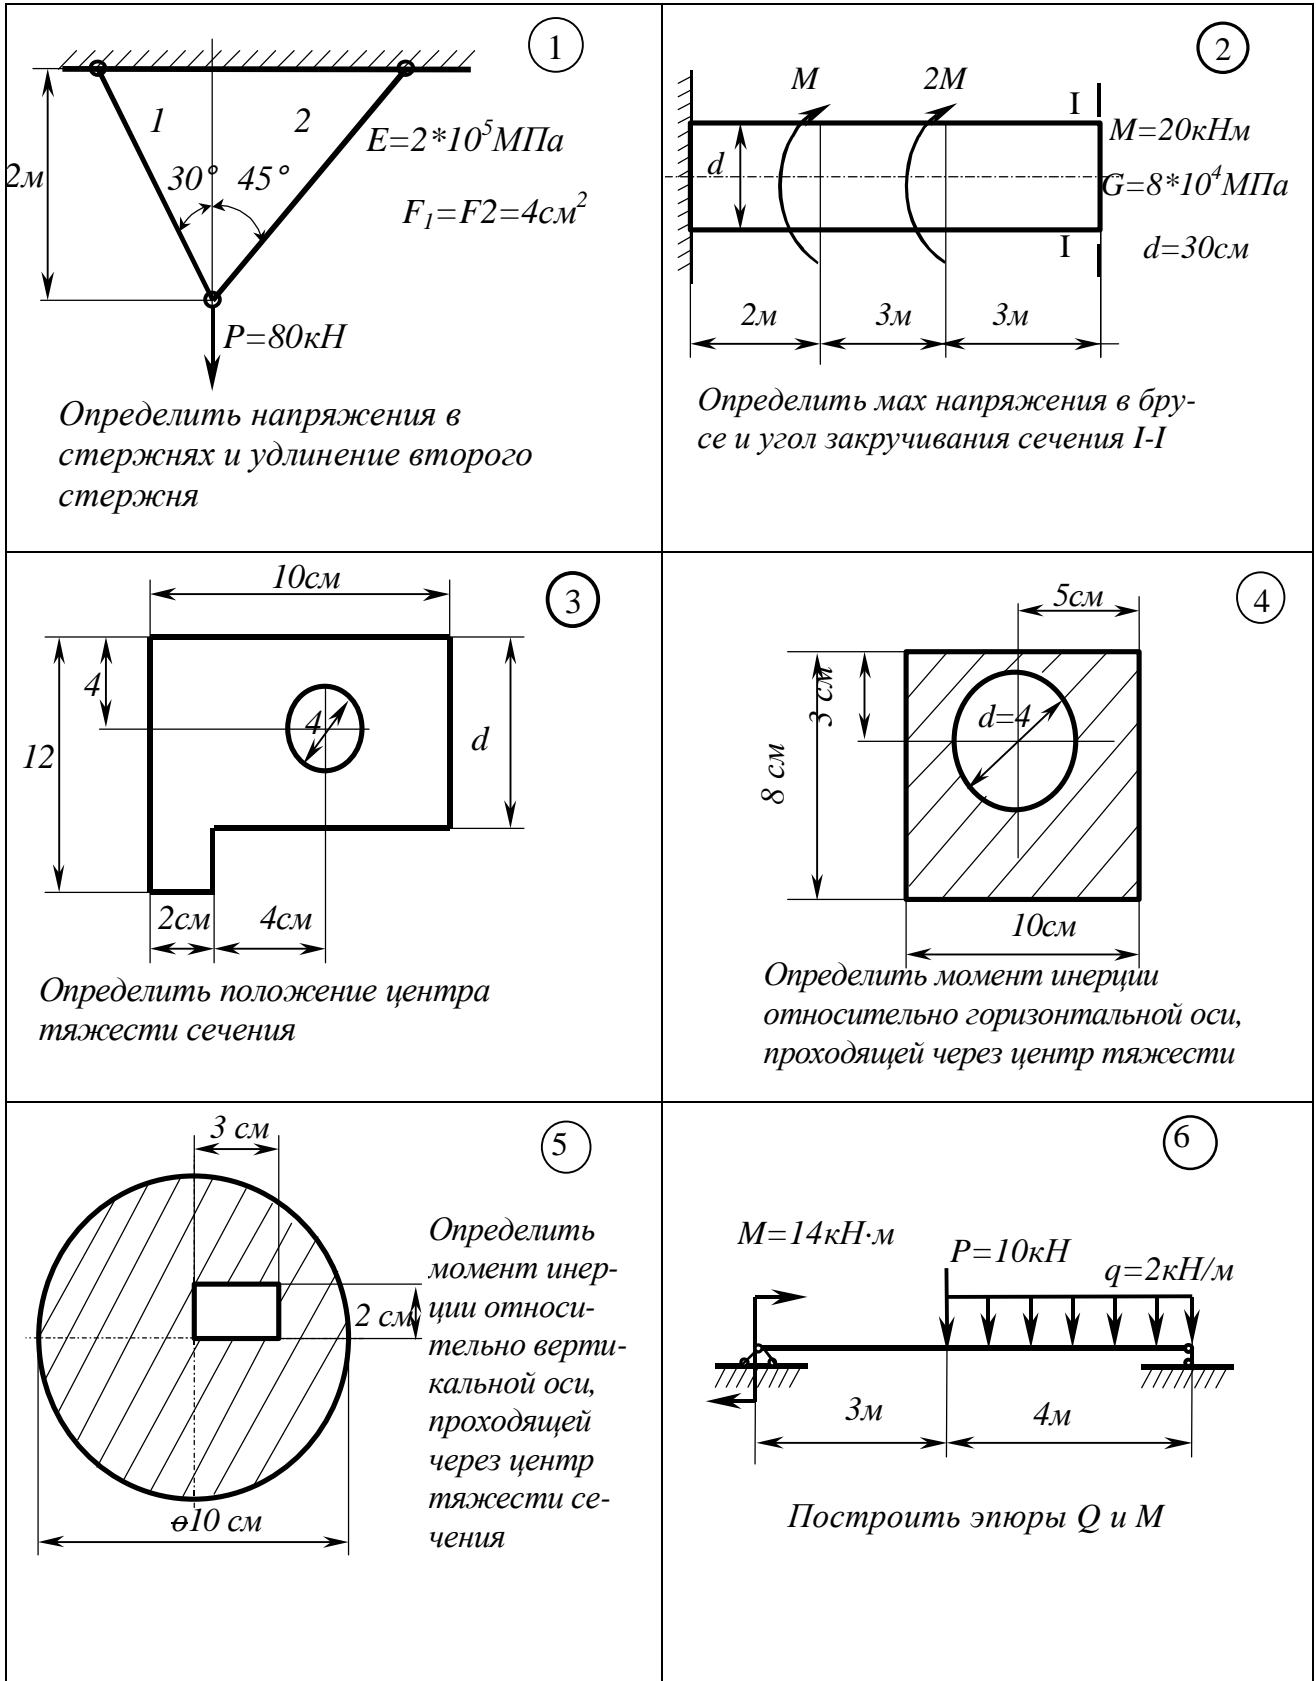 1
1
2
2м
30°
45°
E=2*10⁵МПа
F₁=F2=4см²
P=80кН
Определить напряжения в
стержнях и удлинение второго
стержня
2
M
2M
I
M=20кНм
d
G=8*10⁴МПа
I
d=30см
2м
3м
3м
Определить мах напряжения в бру-
се и угол закручивания сечения I-I
3
10см
4
4
12
d
2см
4см
Определить положение центра
тяжести сечения
4
5см
3 см
d=4
8 см
10см
Определить момент инерции
относительно горизонтальной оси,
проходящей через центр тяжести
5
3 см
2 см
ө10 см
Определить
момент инер-
ции относи-
тельно верти-
кальной оси,
проходящей
через центр
тяжести се-
чения
6
M=14кН·м
P=10кН
q=2кН/м
3м
4м
Построить эпюры Q и M